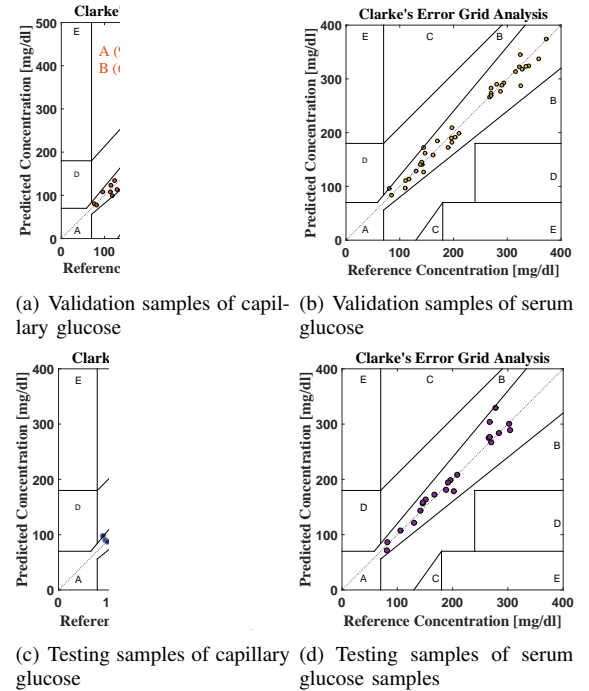 Clarke'
E
A (
B (
D
A
500
400
300
200
100
0
0
100
Predicted Concentration [mg/dl]
Clarke's Error Grid Analysis
E
C
B
B
D
D
A
C
E
400
300
200
100
0
0
100
200
300
400
Predicted Concentration [mg/dl]
Reference Concentration [mg/dl]
(a) Validation samples of capil-
lary glucose
(b) Validation samples of serum
glucose
Clark
E
D
A
400
300
200
100
0
0
Predicted Concentration [mg/dl]
Clarke's Error Grid Analysis
E
C
B
B
D
D
A
C
E
400
300
200
100
0
0
100
200
300
400
Predicted Concentration [mg/dl]
Reference Concentration [mg/dl]
(c) Testing samples of capillary
glucose
(d) Testing samples of serum
glucose samples